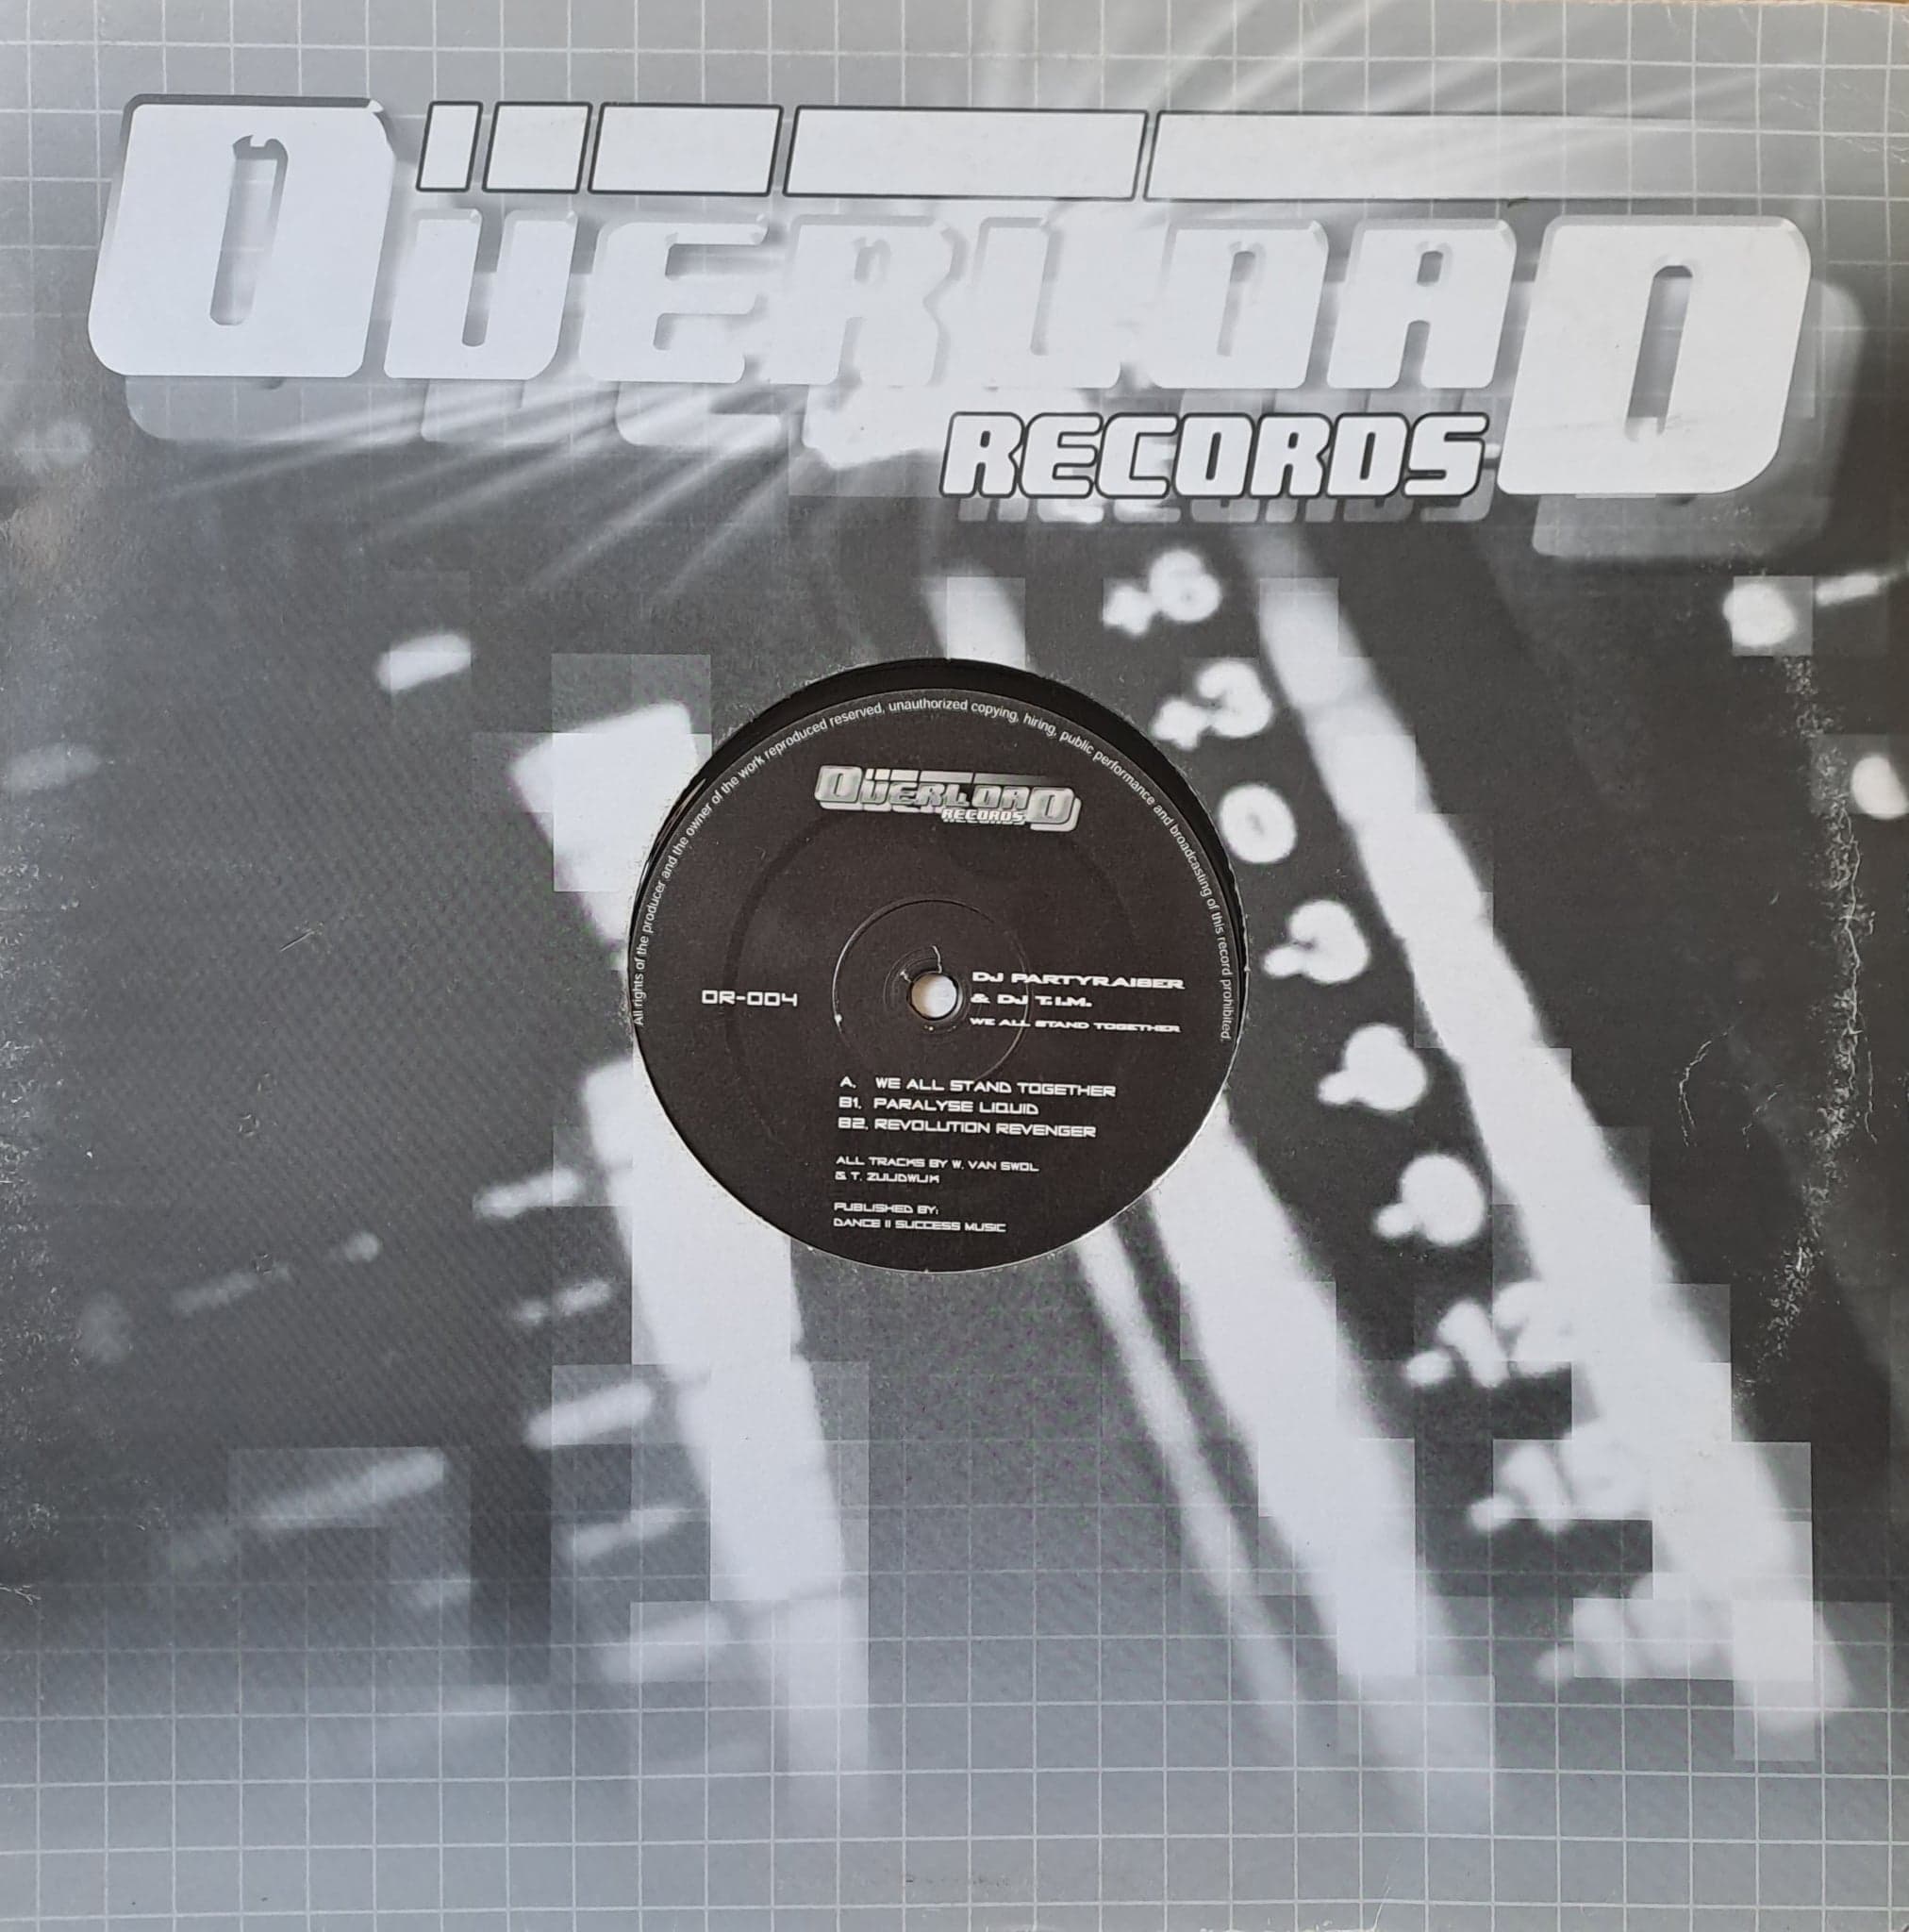 OVERLOAD
RECORDS
All rights of the producer and the owner of the work reproduced reserved, unauthorized copying, hiring, public performance and broadcasting of this record prohibited.
OVERLOAD
RECORDS
OR-004
DJ PARTYRAISER
& DJ T.I.M.
WE ALL STAND TOGETHER
A. WE ALL STAND TOGETHER
B1. PARALYSE LIQUID
B2. REVOLUTION REVENGER
ALL TRACKS BY W. VAN SWOL
& T. ZUIJDWIJK
PUBLISHED BY:
DANCE II SUCCESS MUSIC